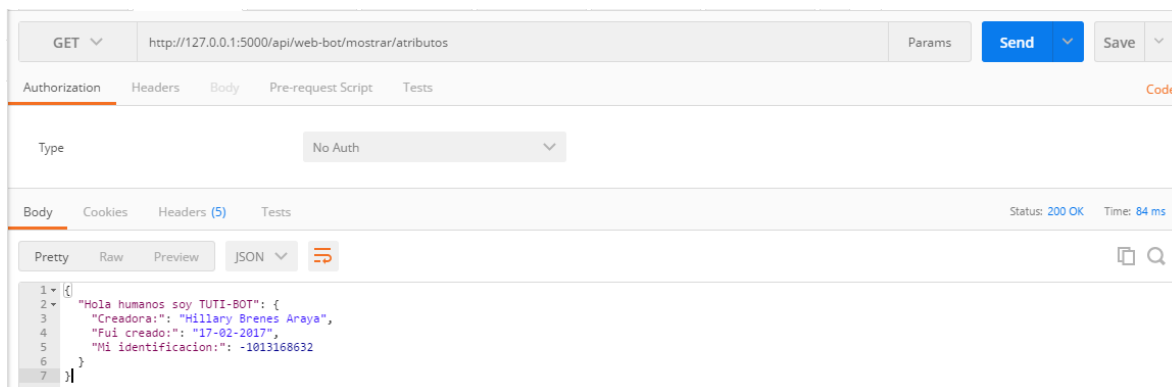 GET http://127.0.0.1:5000/api/web-bot/mostrar/atributos Params Send Save
Authorization Headers Body Pre-request Script Tests Code
Type No Auth
Body Cookies Headers (5) Tests Status: 200 OK Time: 84 ms
Pretty Raw Preview JSON
1 {
2 "Hola humanos soy TUTI-BOT": {
3 "Creadora:": "Hillary Brenes Araya",
4 "Fui creado:": "17-02-2017",
5 "Mi identificacion:": -1013168632
6 }
7 }